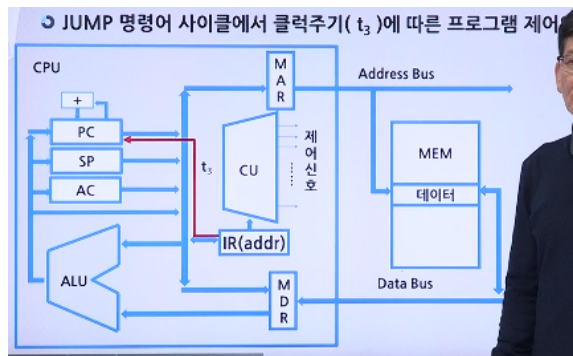 JUMP 명령어 사이클에서 클럭주기( t₃ )에 따른 프로그램 제어
CPU
+
PC
SP
AC
ALU
t₃
MAR
CU
제어신호
IR(addr)
MDR
Address Bus
MEM
데이터
Data Bus